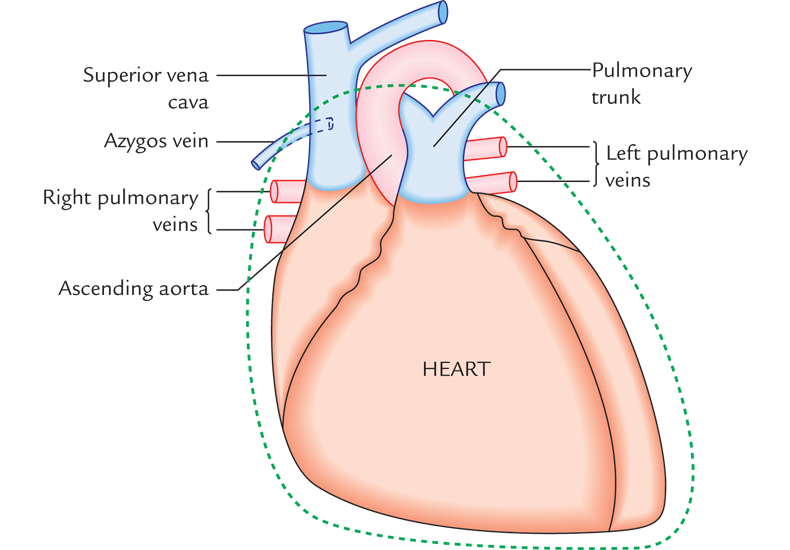 Superior vena
cava
Azygos vein
Right pulmonary
veins
Ascending aorta
Pulmonary
trunk
Left pulmonary
veins
HEART